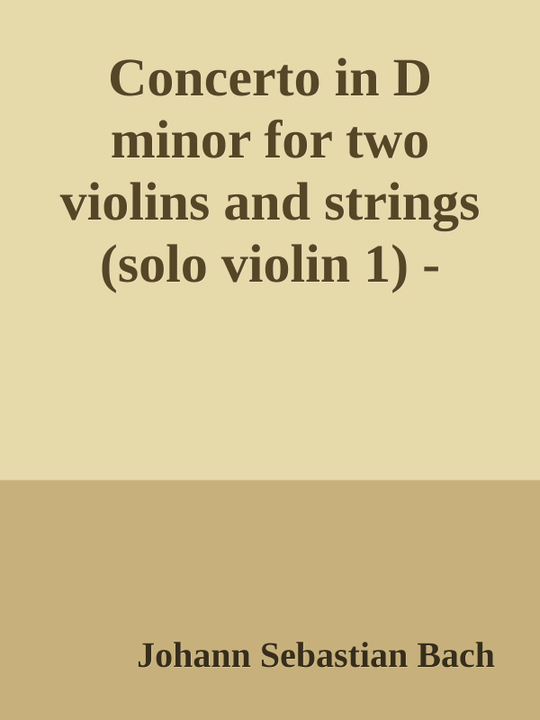 Concerto in D
minor for two
violins and strings
(solo violin 1) -
Johann Sebastian Bach